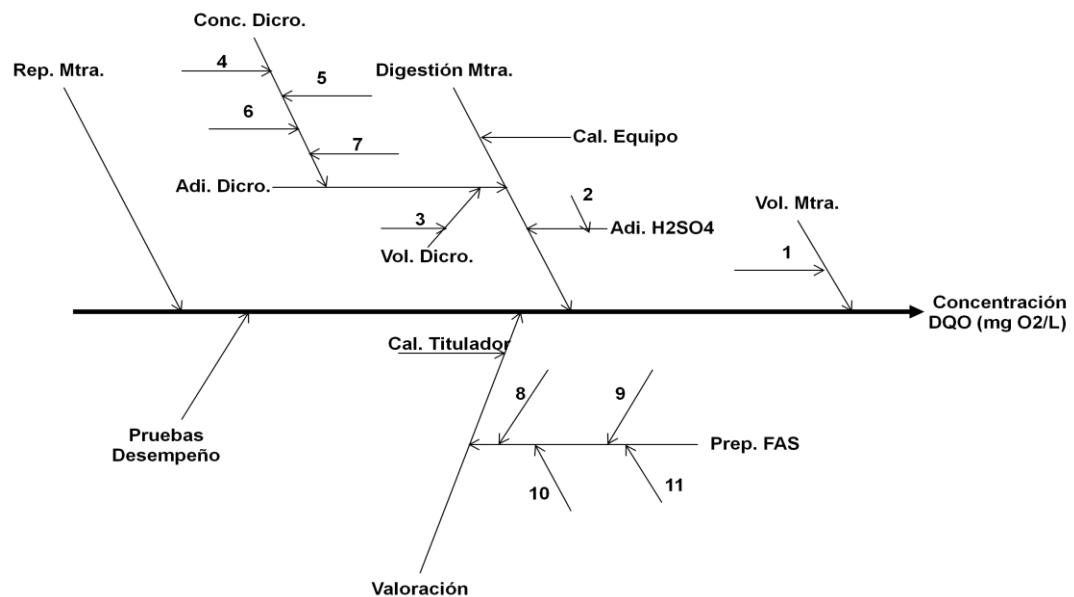 Conc. Dicro.
Rep. Mtra.
4
Digestión Mtra.
5
6
Cal. Equipo
7
Adi. Dicro.
2
Vol. Mtra.
3
Adi. H2SO4
Vol. Dicro.
1
Concentración
DQO (mg O2/L)
Cal. Titulador
8
9
Pruebas
Desempeño
Prep. FAS
10
11
Valoración